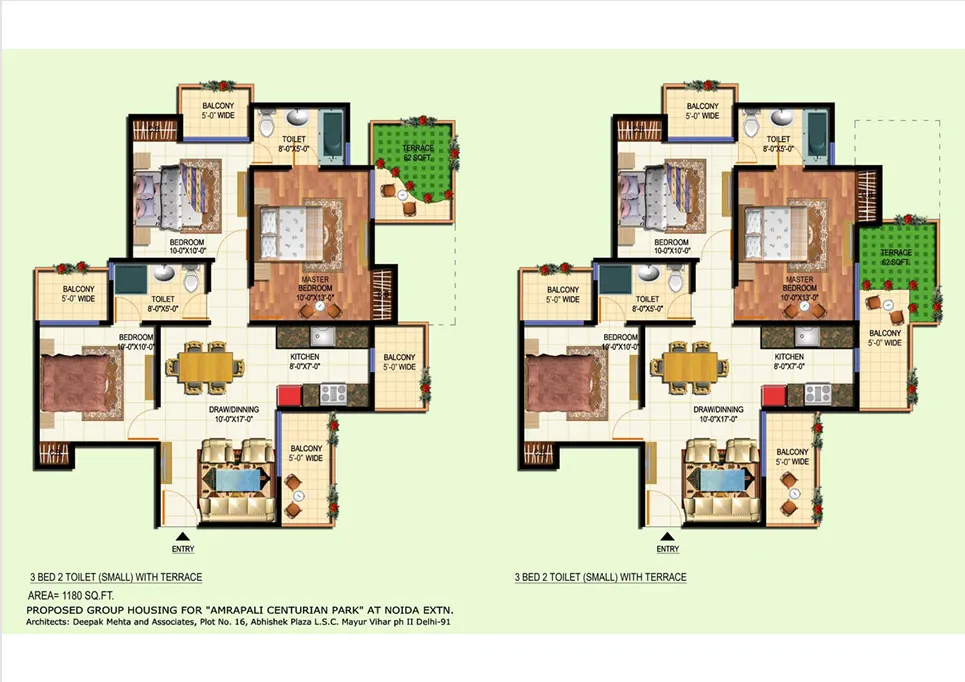 BALCONY
5'-0" WIDE
TOILET
8'-0"X5'-0"
TERRACE
62 SQFT.
BEDROOM
10-0"X10'-0"
MASTER
BEDROOM
10'-0"X13'-0"
BALCONY
5'-0" WIDE
TOILET
8'-0"X5'-0"
BEDROOM
10'-0"X10'-0"
KITCHEN
8'-0"X7'-0"
BALCONY
5'-0" WIDE
DRAW/DINNING
10'-0"X17'-0"
BALCONY
5'-0" WIDE
ENTRY
3 BED 2 TOILET (SMALL) WITH TERRACE
AREA= 1180 SQ.FT.
PROPOSED GROUP HOUSING FOR "AMRAPALI CENTURIAN PARK" AT NOIDA EXTN.
Architects: Deepak Mehta and Associates, Plot No. 16, Abhishek Plaza L.S.C. Mayur Vihar ph II Delhi-91
BALCONY
5'-0" WIDE
TOILET
8'-0"X5'-0"
BEDROOM
10-0"X10'-0"
MASTER
BEDROOM
10'-0"X13'-0"
TERRACE
62 SQFT.
BALCONY
5'-0" WIDE
TOILET
8'-0"X5'-0"
BEDROOM
10'-0"X10'-0"
KITCHEN
8'-0"X7'-0"
BALCONY
5'-0" WIDE
DRAW/DINNING
10'-0"X17'-0"
BALCONY
5'-0" WIDE
ENTRY
3 BED 2 TOILET (SMALL) WITH TERRACE